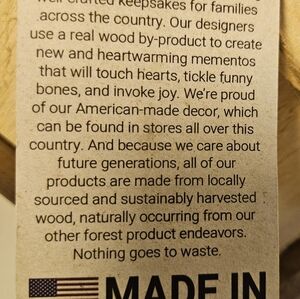 well crafted keepsakes for families
across the country. Our designers
use a real wood by-product to create
new and heartwarming mementos
that will touch hearts, tickle funny
bones, and invoke joy. We're proud
of our American-made decor, which
can be found in stores all over this
country. And because we care about
future generations, all of our
products are made from locally
sourced and sustainably harvested
wood, naturally occurring from our
other forest product endeavors.
Nothing goes to waste.
MADE IN